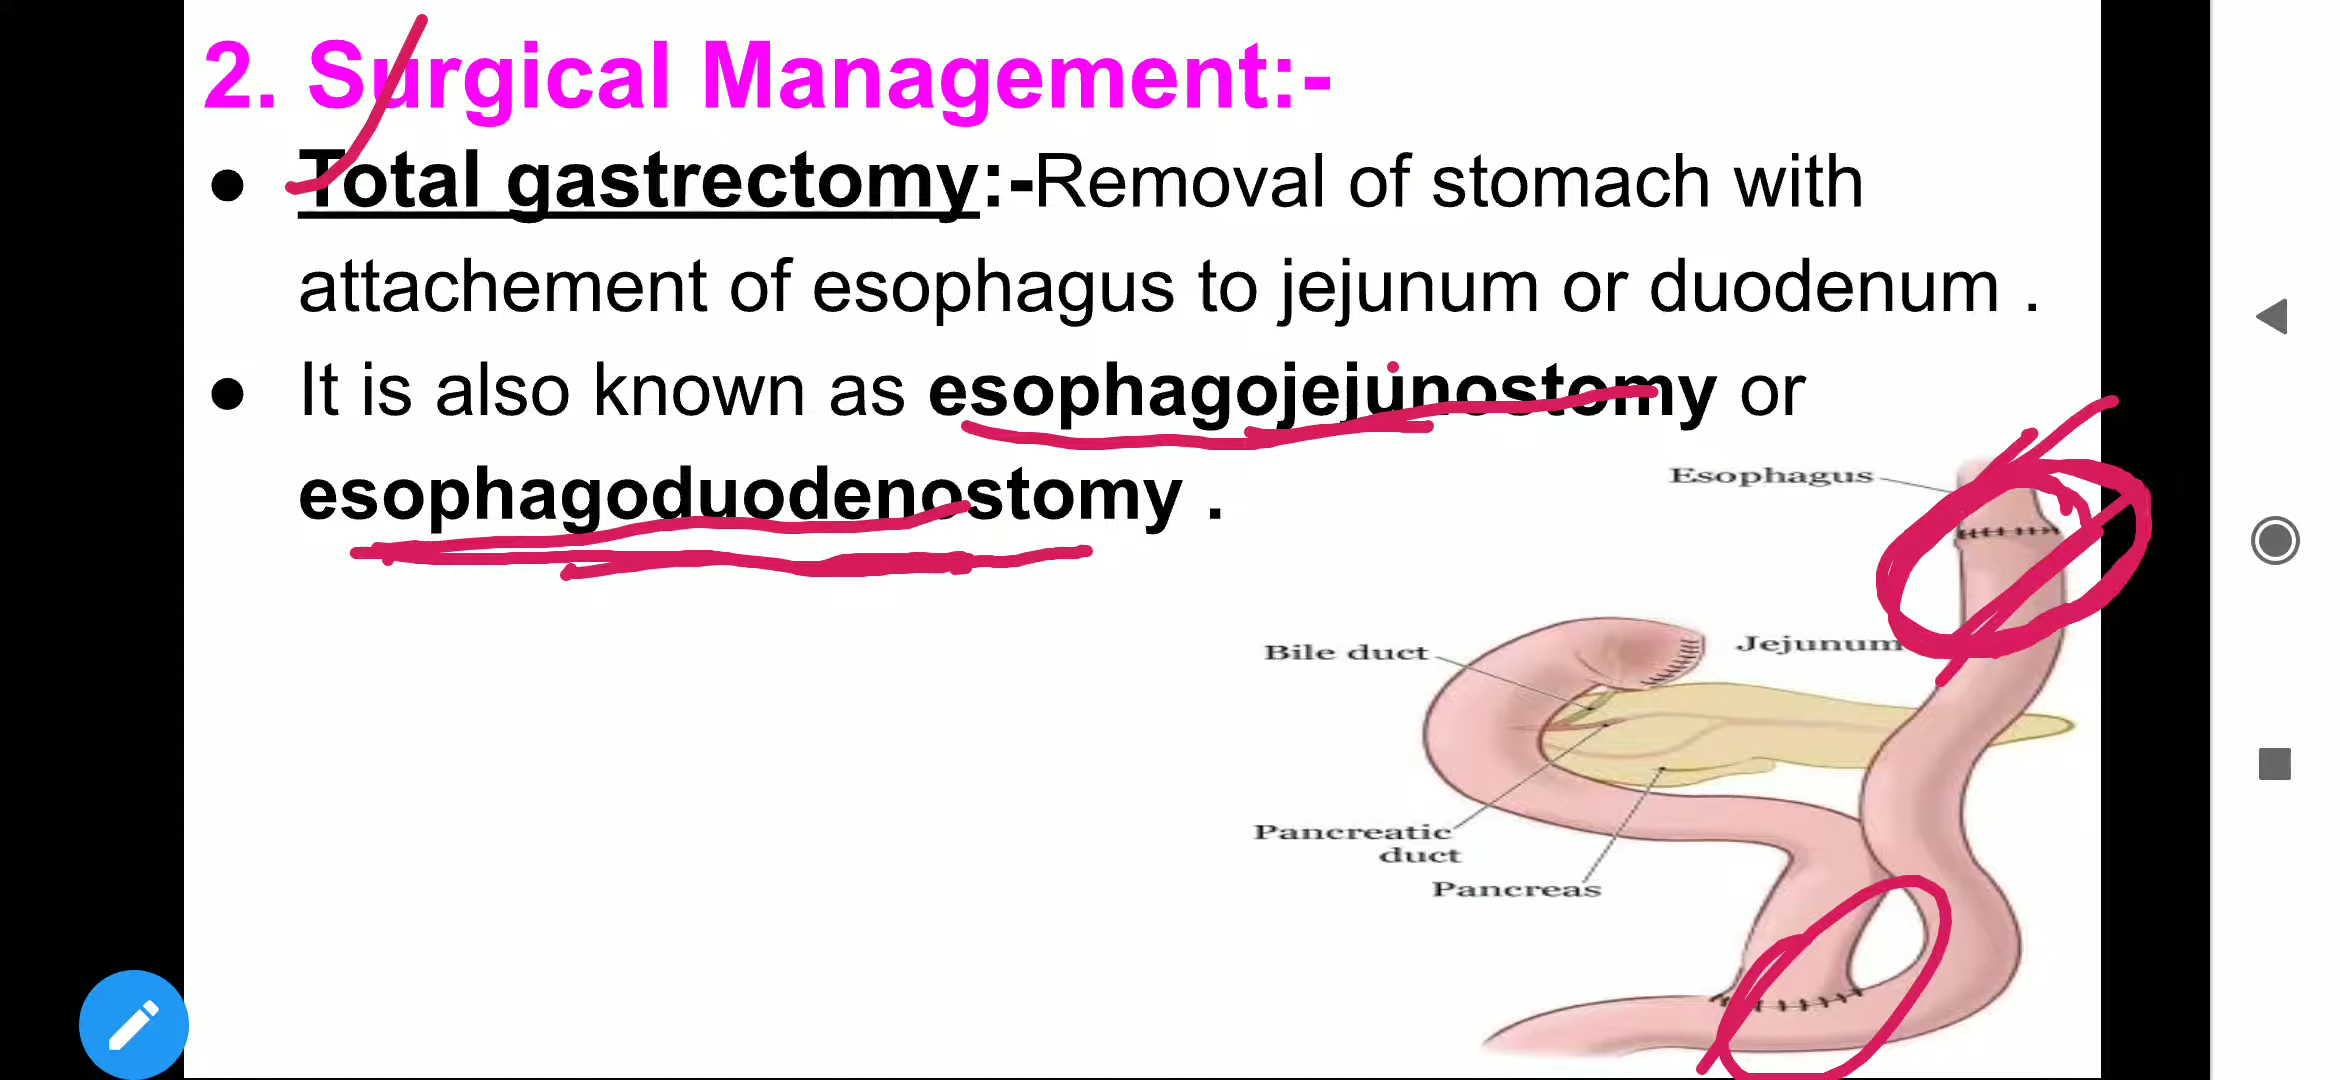 2. Surgical Management:-
● Total gastrectomy:-Removal of stomach with
attachement of esophagus to jejunum or duodenum .
● It is also known as esophagojejunostomy or
esophagoduodenostomy .
Esophagus
Bile duct
Jejunum
Pancreatic
duct
Pancreas